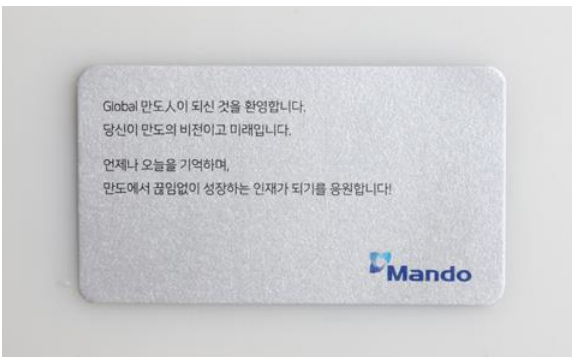 Global 만도人이 되신 것을 환영합니다.
당신이 만도의 비전이고 미래입니다.
언제나 오늘을 기억하며,
만도에서 끊임없이 성장하는 인재가 되기를 응원합니다!
Mando